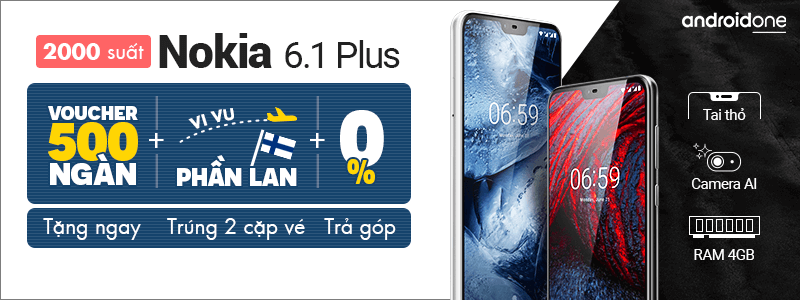 2000 suất Nokia 6.1 Plus
VOUCHER
500
NGÀN
+
VI VU
PHẦN LAN
+
0%
Tặng ngay
Trúng 2 cặp vé
Trả góp
06:59
06:59
androidone
Tai thỏ
Camera AI
RAM 4GB